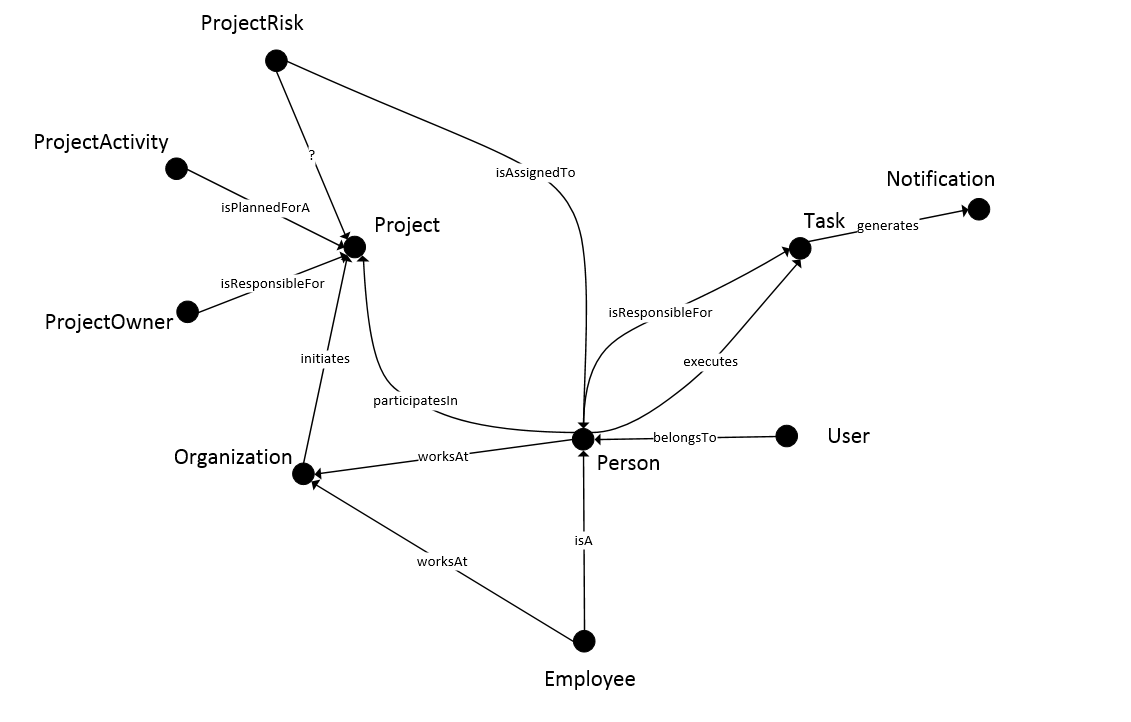 ProjectRisk
ProjectActivity
?
isAssignedTo
Notification
isPlannedForA
Project
Task
generates
isResponsibleFor
ProjectOwner
isResponsibleFor
initiates
executes
participatesIn
Organization
worksAt
belongsTo
User
Person
isA
worksAt
Employee